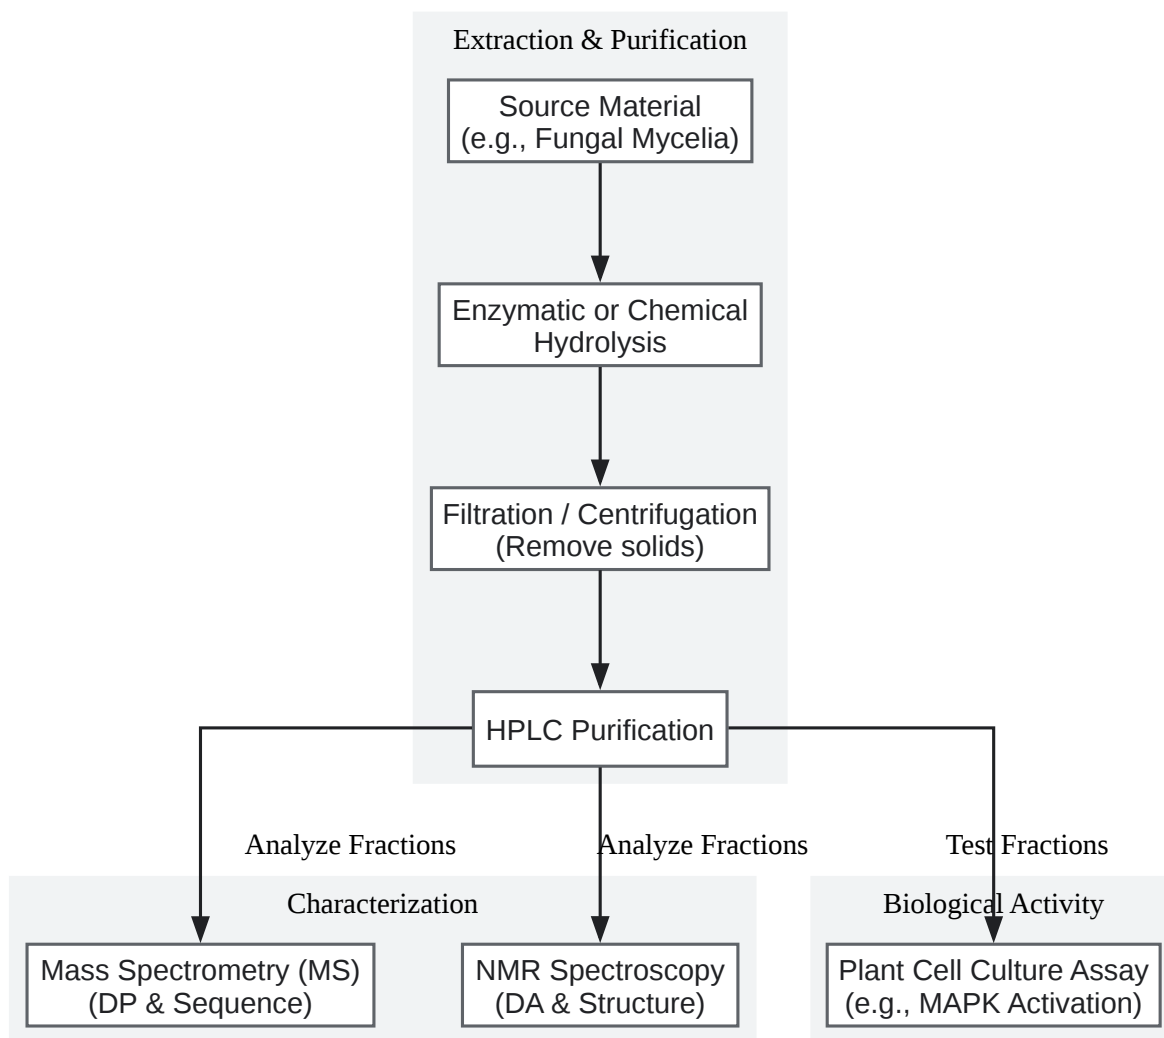 Extraction & Purification
Source Material
(e.g., Fungal Mycelia)
Enzymatic or Chemical
Hydrolysis
Filtration / Centrifugation
(Remove solids)
HPLC Purification
Analyze Fractions
Analyze Fractions
Test Fractions
Characterization
Biological Activity
Mass Spectrometry (MS)
(DP & Sequence)
NMR Spectroscopy
(DA & Structure)
Plant Cell Culture Assay
(e.g., MAPK Activation)